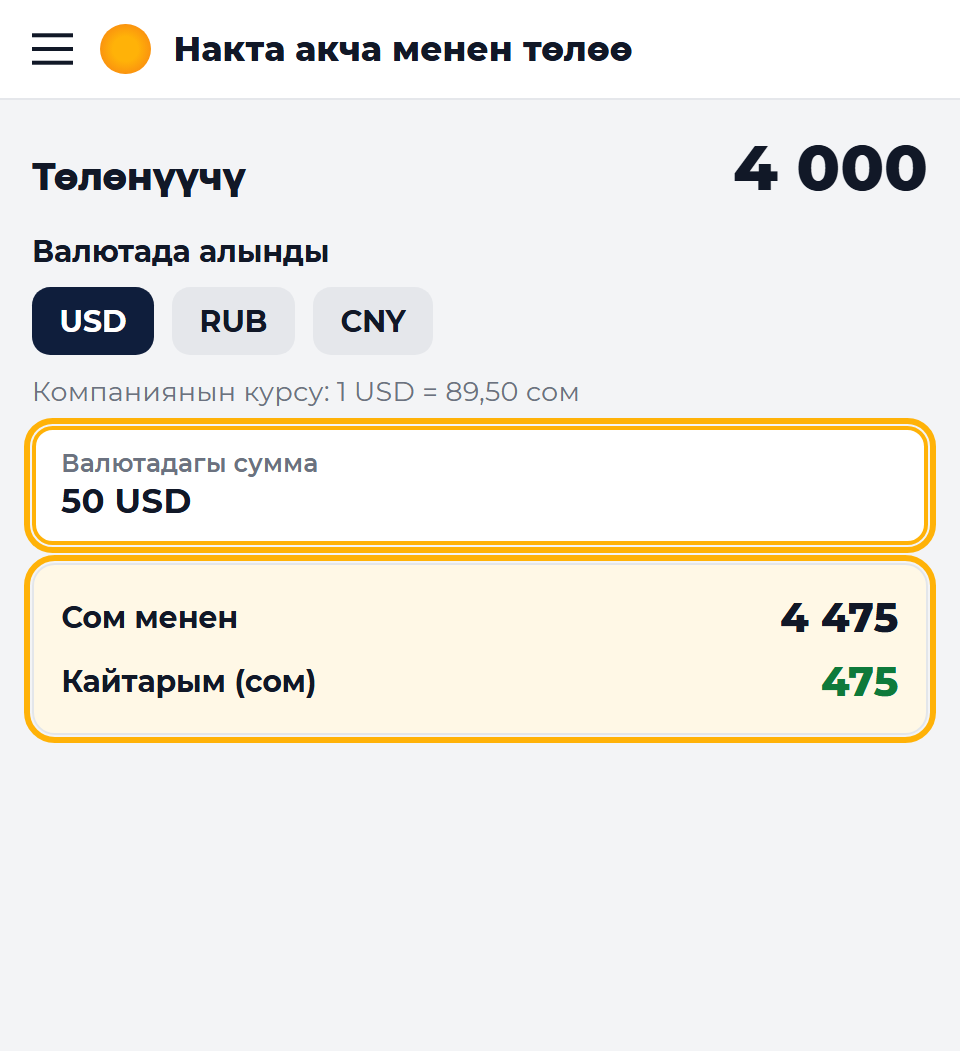 Накта акча менен төлөө
Төлөнүүчү 4 000
Валютада алынды
USD RUB CNY
Компаниянын курсу: 1 USD = 89,50 сом
Валютадагы сумма
50 USD
Сом менен 4 475
Кайтарым (сом) 475